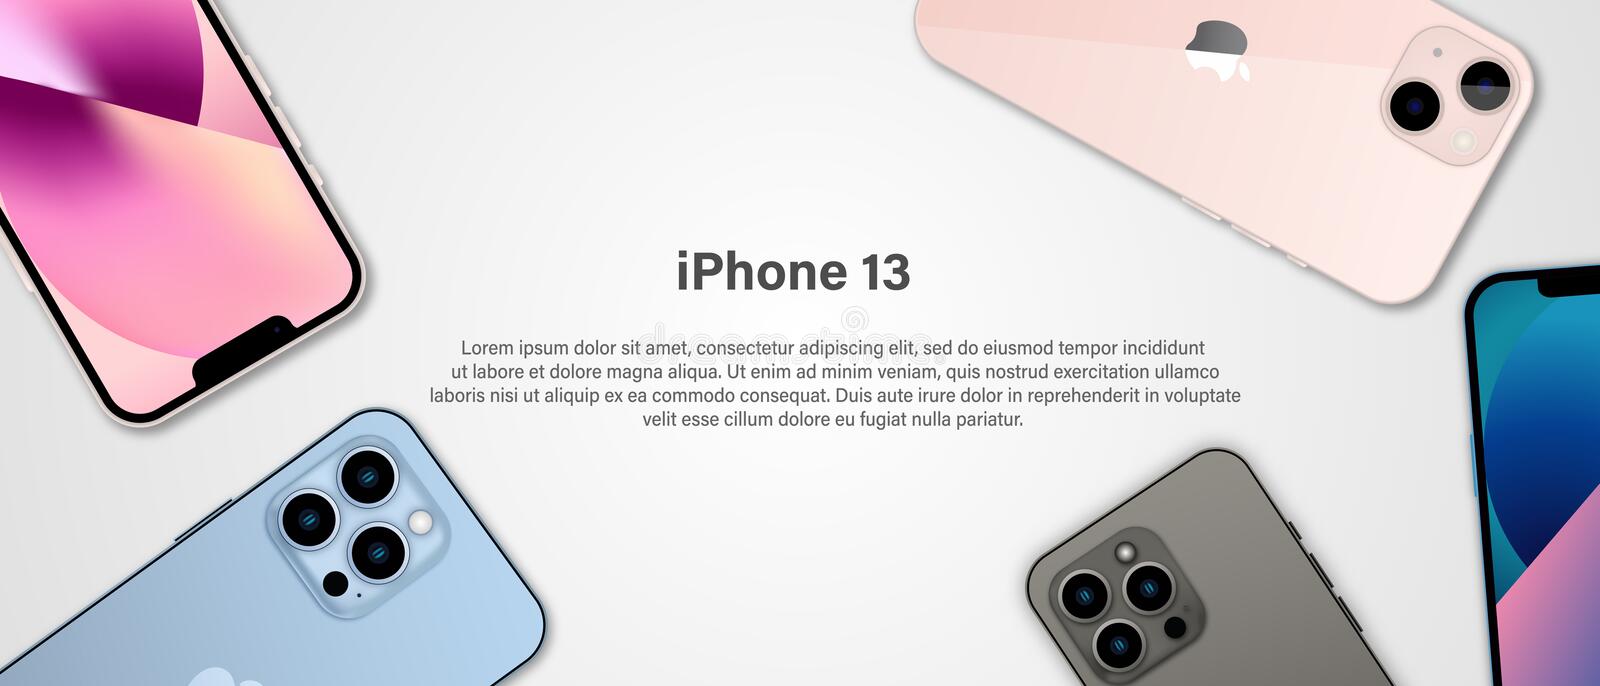 iPhone 13
Lorem ipsum dolor sit amet, consectetur adipiscing elit, sed do eiusmod tempor incididunt
ut labore et dolore magna aliqua. Ut enim ad minim veniam, quis nostrud exercitation ullamco
laboris nisi ut aliquip ex ea commodo consequat. Duis aute irure dolor in reprehenderit in voluptate
velit esse cillum dolore eu fugiat nulla pariatur.